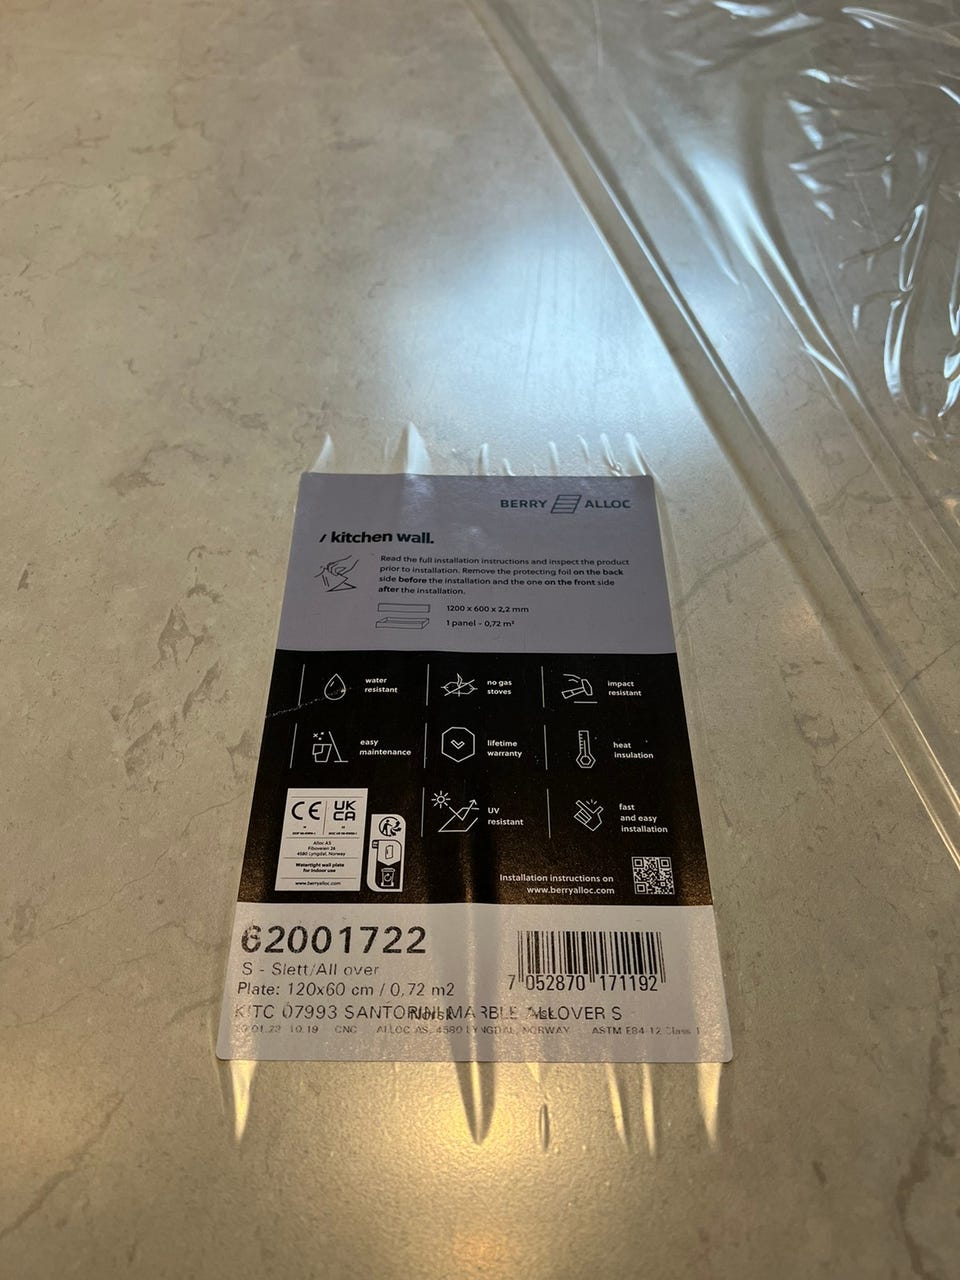 BERRY ALLOC
/ kitchen wall.
Read the full installation instructions and inspect the product
prior to installation. Remove the protecting foil on the back
side before the installation and the one on the front side
after the installation.
1200 x 600 x 2,2 mm
1 panel - 0,72 m²
water
resistant
no gas
stoves
impact
resistant
easy
maintenance
lifetime
warranty
heat
insulation
UV
resistant
fast
and easy
installation
CE
UK
CA
Alloc AS
Fiboveien 26
4580 Lyngdal, Norway
Watertight wall plate
for indoor use
www.berryalloc.com
Installation instructions on
www.berryalloc.com
62001722
S - Slett/All over
Plate: 120x60 cm / 0,72 m2
7 052870 171192
KITC 07993 SANTORINI MARBLE ALLOVER S
Norsk
10.19 CNC ALLOC AS, 4580 LYNGDAL, NORWAY ASTM E84-12 Class 1